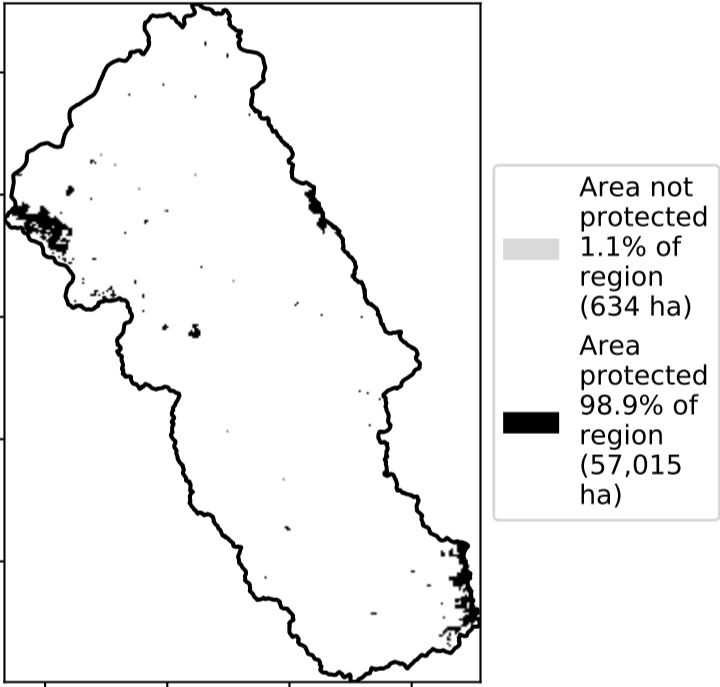 Area not
protected
1.1% of
region
(634 ha)
Area
protected
98.9% of
region
(57,015
ha)